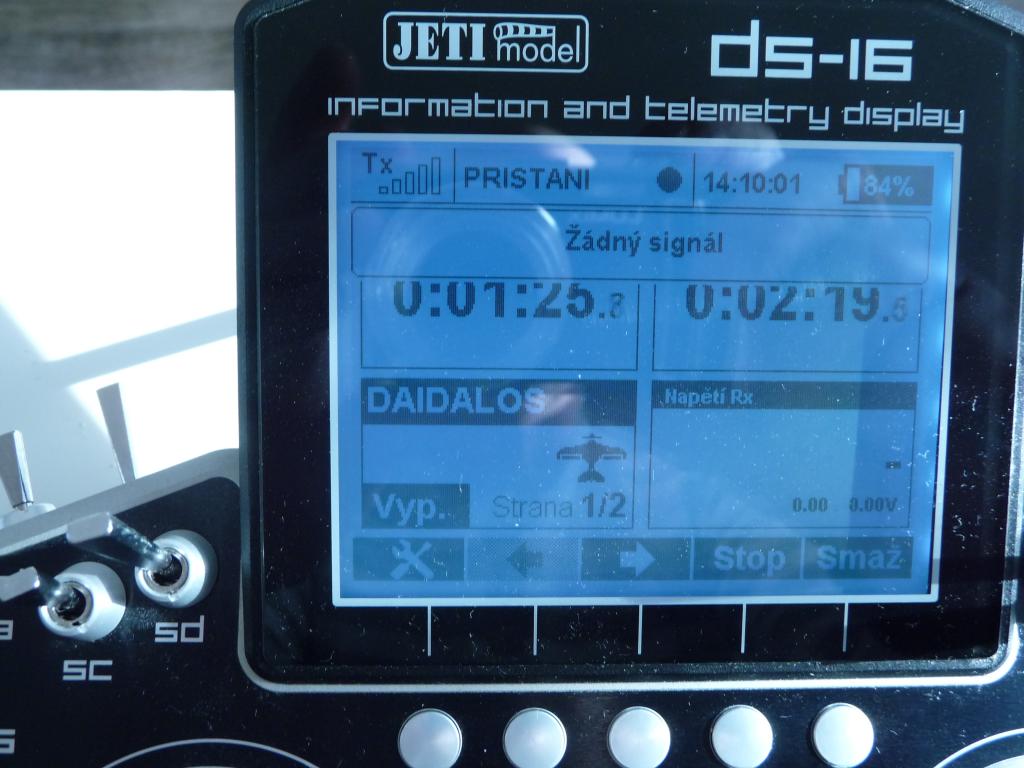 JETI model
DS-16
information and telemetry display
Tx PRISTANI 14:10:01 84%
Žádný signál
0:01:25.8 0:02:19.6
DAIDALOS
Napětí Rx
-
0.00 0.00V
Vyp. Strana 1/2
Stop Smaž
sd
sc